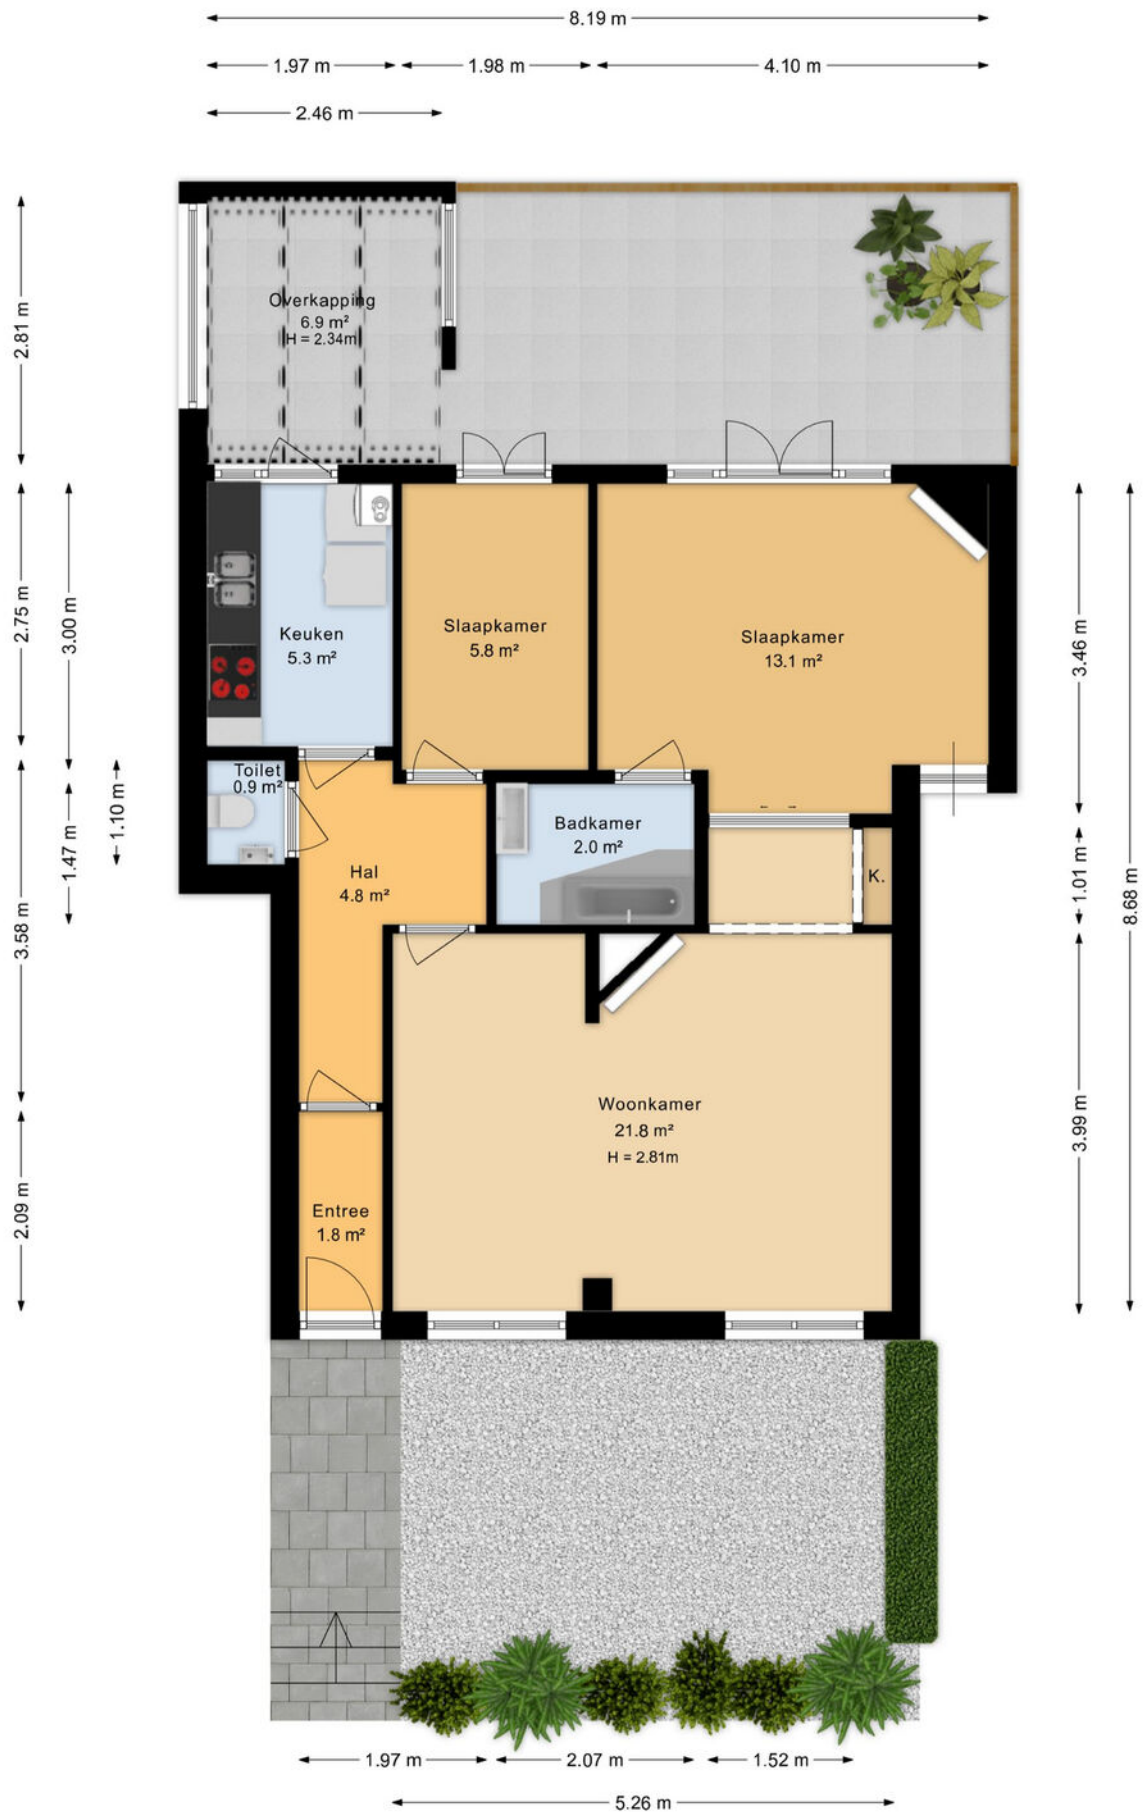 8.19 m
1.97 m
1.98 m
4.10 m
2.46 m
2.81 m
Overkapping
6.9 m²
H = 2.34m
2.75 m
3.00 m
Keuken
5.3 m²
Slaapkamer
5.8 m²
Slaapkamer
13.1 m²
3.46 m
8.68 m
Toilet
0.9 m²
1.10 m
1.47 m
3.58 m
Hal
4.8 m²
Badkamer
2.0 m²
K.
1.01 m
Woonkamer
21.8 m²
H = 2.81m
3.99 m
2.09 m
Entree
1.8 m²
1.97 m
2.07 m
1.52 m
5.26 m